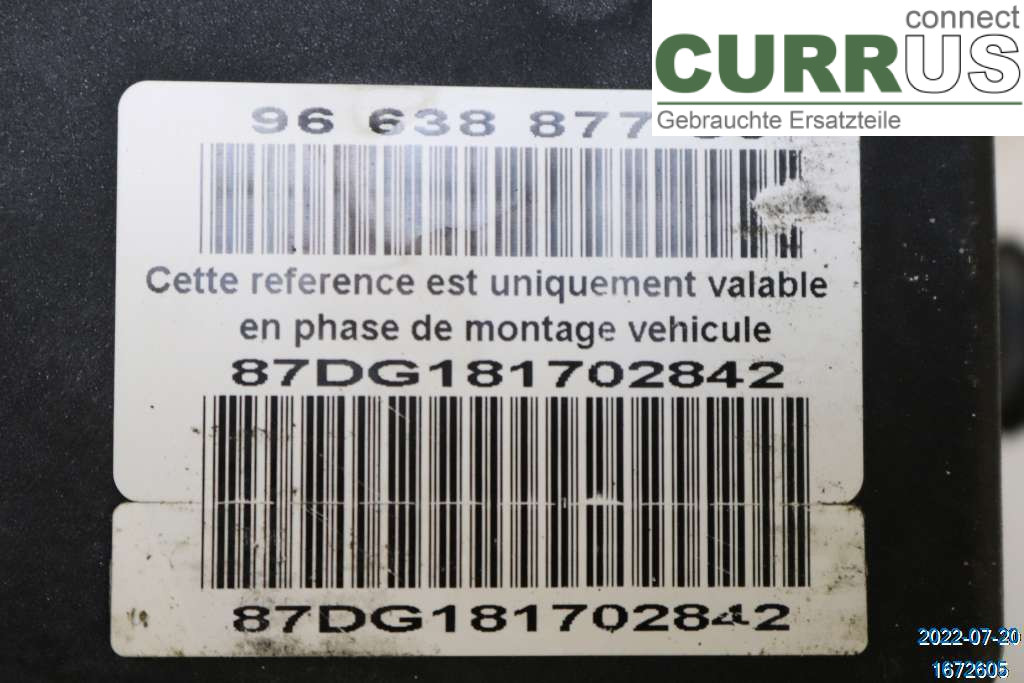 connect
CURRUS
Gebrauchte Ersatzteile
96 638 877
Cette reference est uniquement valable
en phase de montage vehicule
87DG181702842
87DG181702842
2022-07-20
1672605